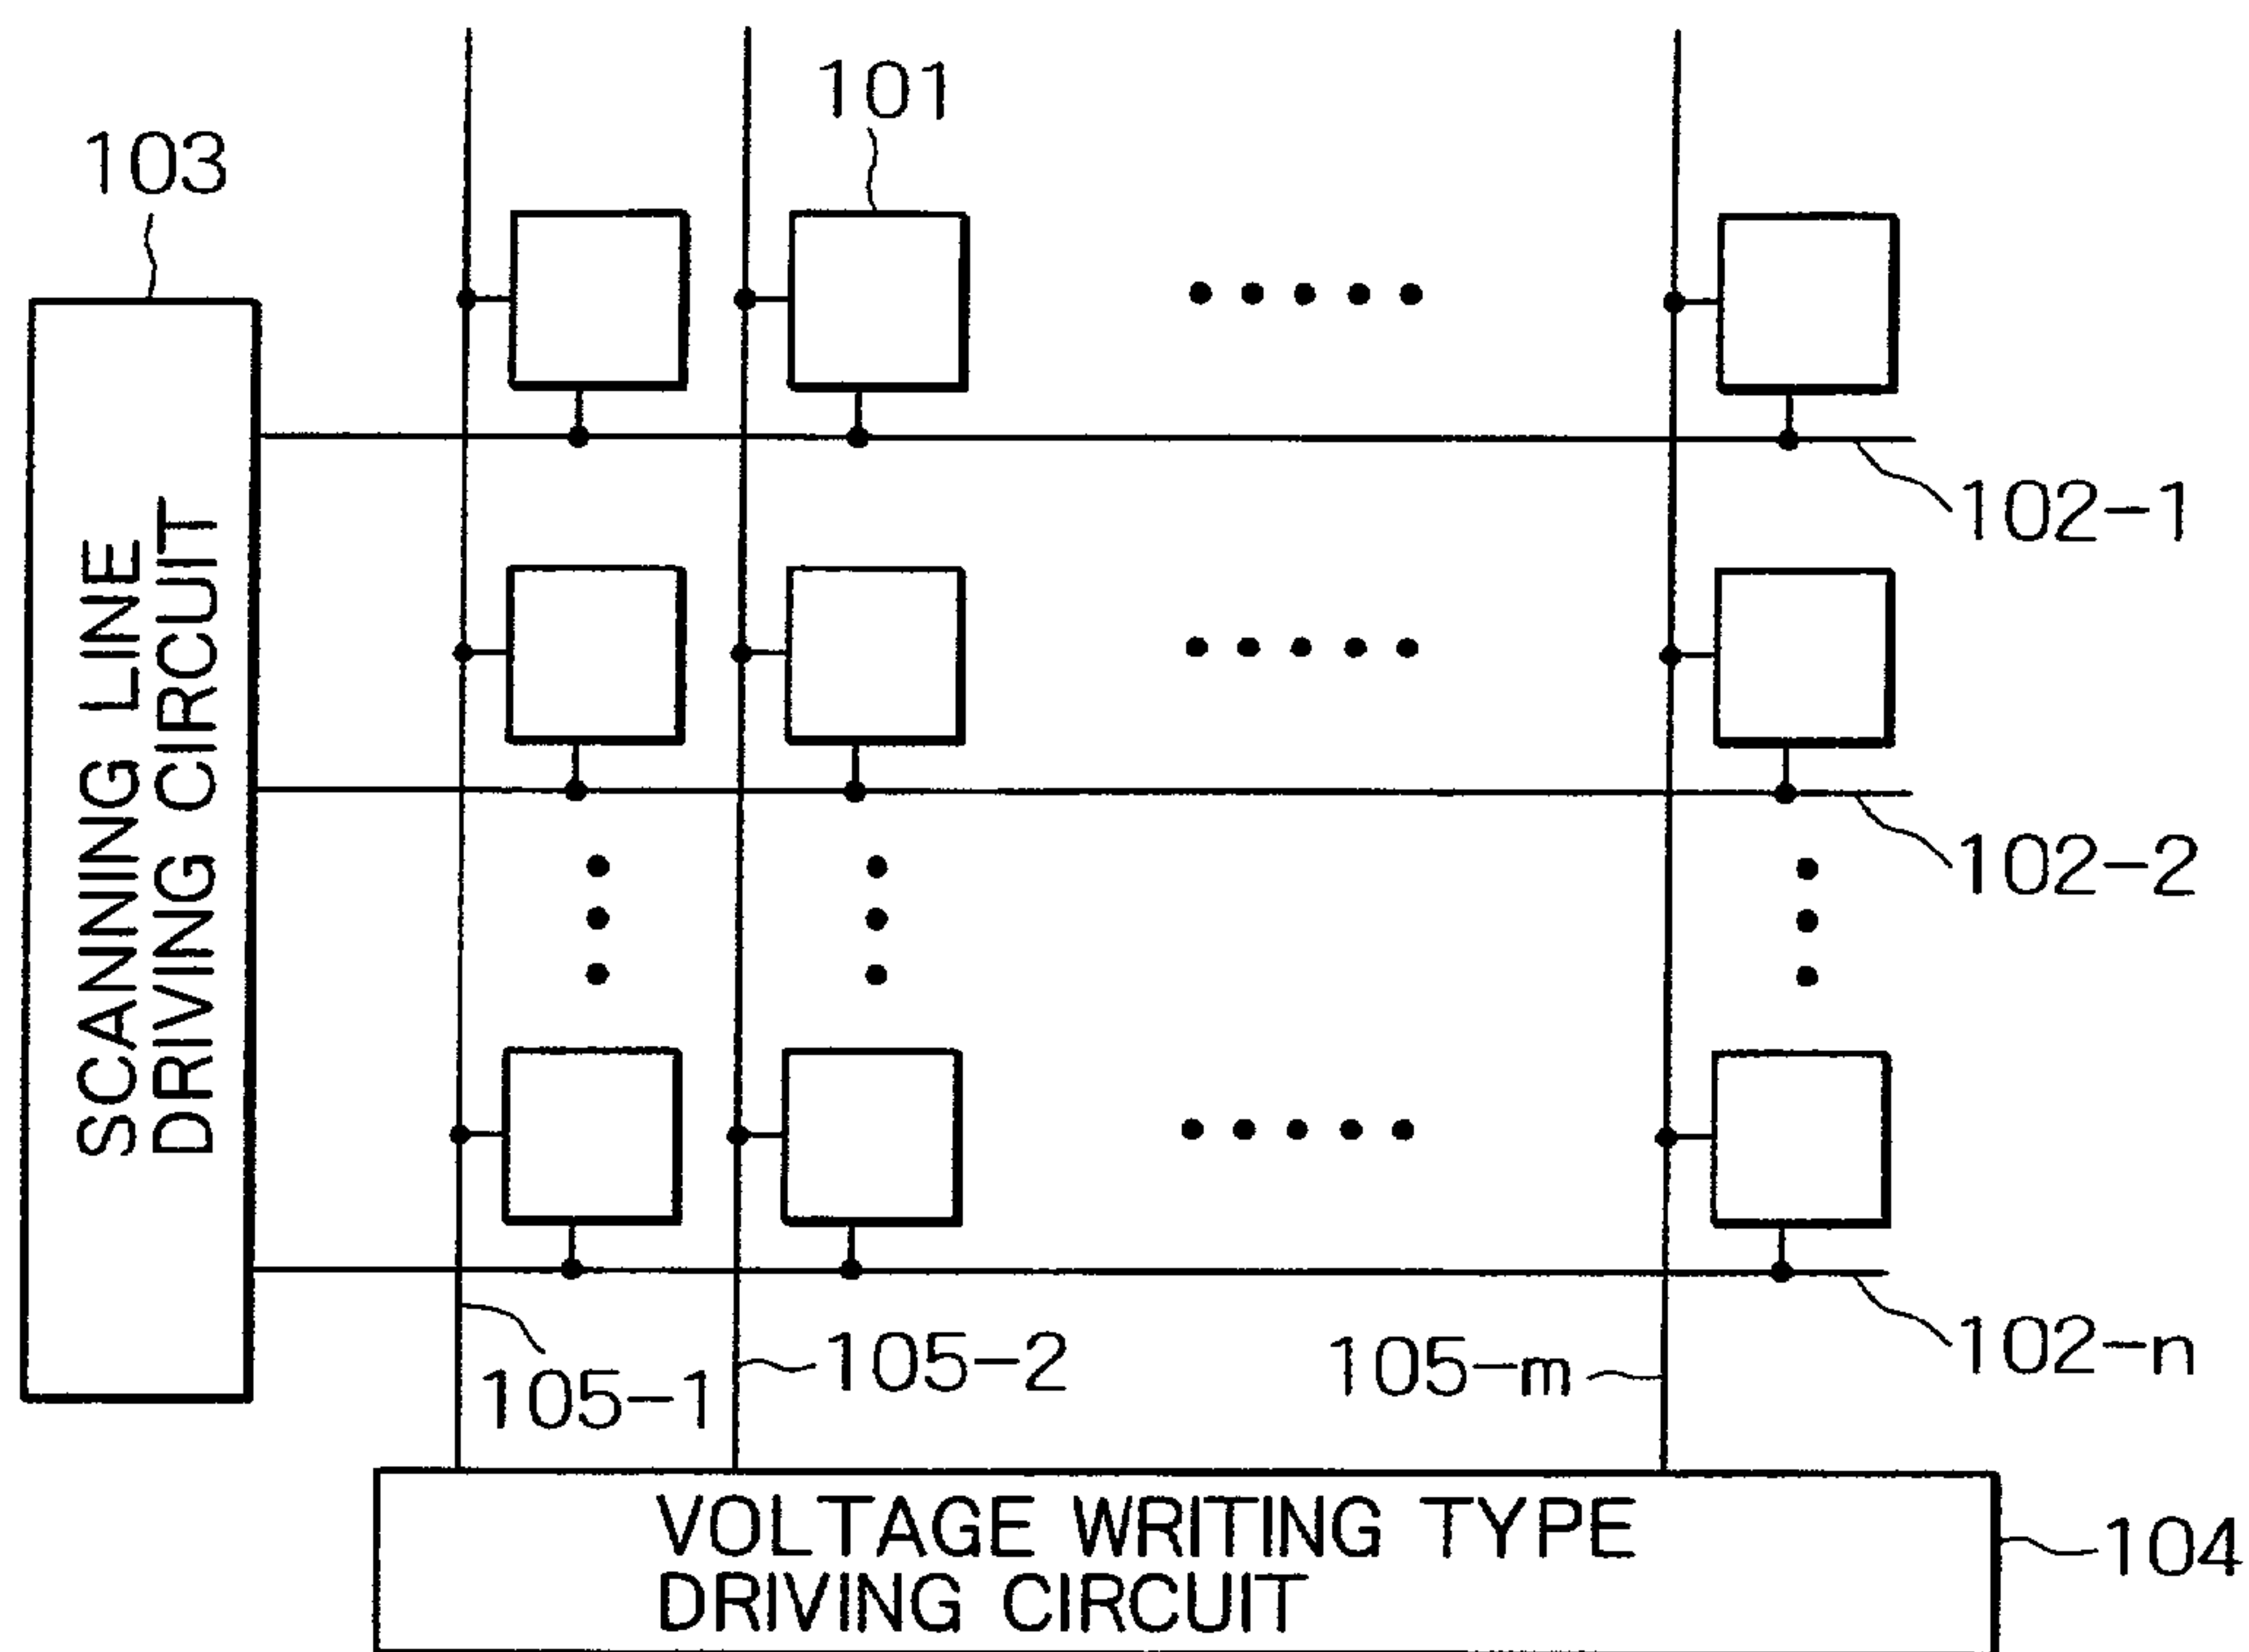 101
103
102-1
SCANNING LINE
DRIVING CIRCUIT
102-2
102-n
105-1
105-2
105-m
VOLTAGE WRITING TYPE
DRIVING CIRCUIT
104